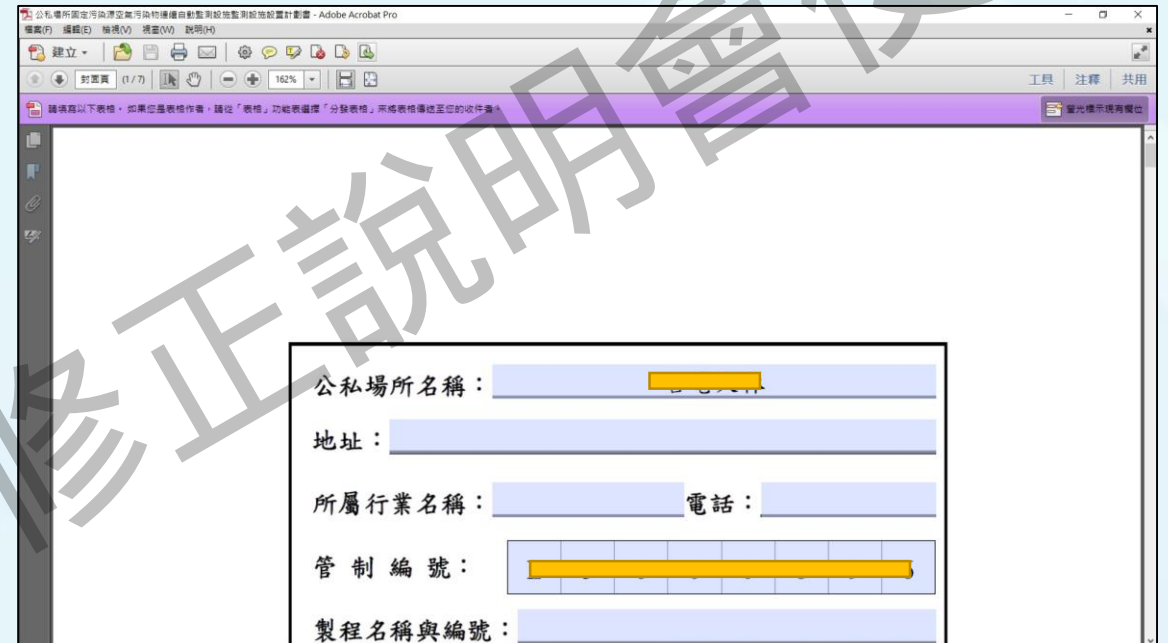 公私場所固定污染源空氣污染物連續自動監測設施監測設施設置計劃書 - Adobe Acrobat Pro
檔案(F) 編輯(E) 檢視(V) 視窗(W) 說明(H)
建立
封面頁 (1 / 7) 162%
工具 注釋 共用
請填寫以下表格。如果您是表格作者，請從「表格」功能表選擇「分發表格」來將表格傳送至您的收件者。
螢光標示現有欄位
公私場所名稱：
地址：
所屬行業名稱： 電話：
管制編號：
製程名稱與編號：
修正說明會使